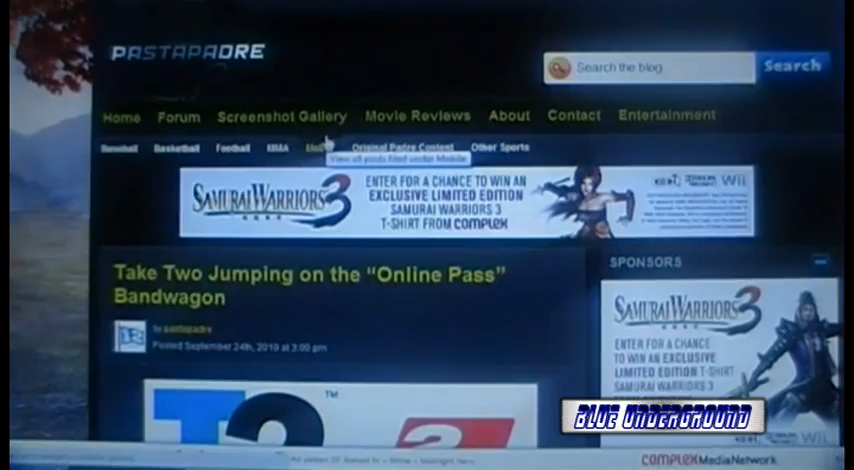 PASTAPADRE
Search the blog
Search
Home Forum Screenshot Gallery Movie Reviews About Contact Entertainment
Baseball Basketball Football MMA Original Padre Content Other Sports
View all posts filed under Mobile
SAMURAI WARRIORS 3
ENTER FOR A CHANCE TO WIN AN
EXCLUSIVE LIMITED EDITION
SAMURAI WARRIORS 3
T-SHIRT FROM COMPLEX
KOEI
Wii
Take Two Jumping on the “Online Pass”
Bandwagon
by pastapadre
Posted September 24th, 2010 at 3:00 pm
TM
SPONSORS
SAMURAI WARRIORS 3
ENTER FOR A CHANCE
TO WIN AN EXCLUSIVE
LIMITED EDITION T-SHIRT
SAMURAI WARRIORS 3
Wii
BLUE UNDERGROUND
COMPLEX MediaNetwork